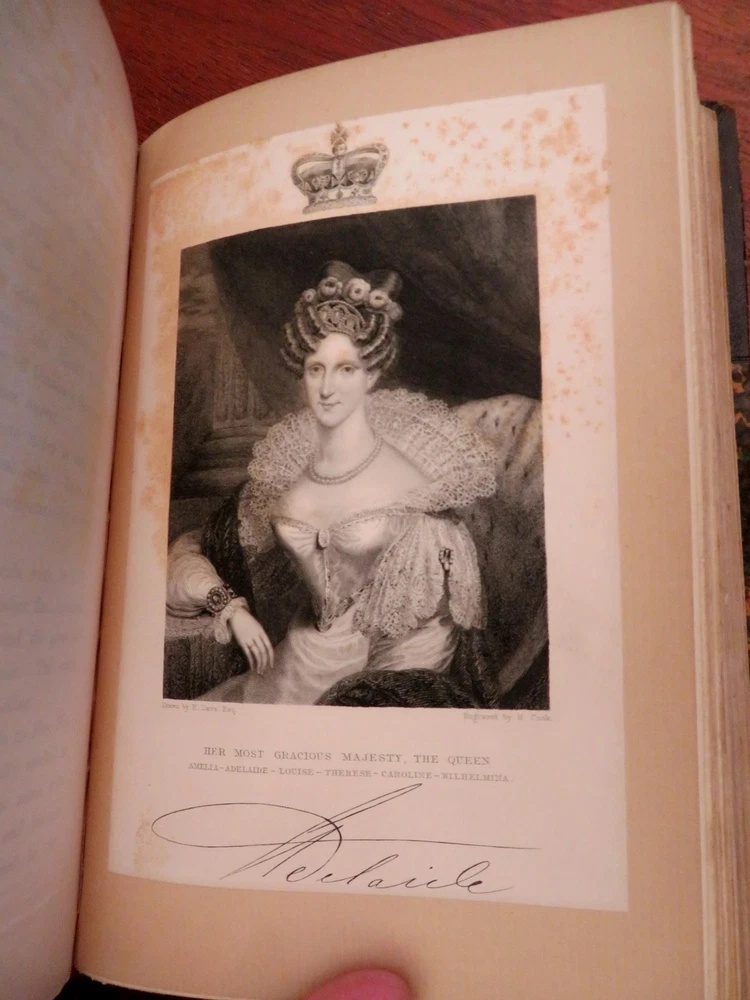 Drawn by Esq.
Engraved by H. Cook.
HER MOST GRACIOUS MAJESTY, THE QUEEN
AMELIA–ADELAIDE – LOUISE – THERESE – CAROLINE – WILHELMINA.
Adelaide